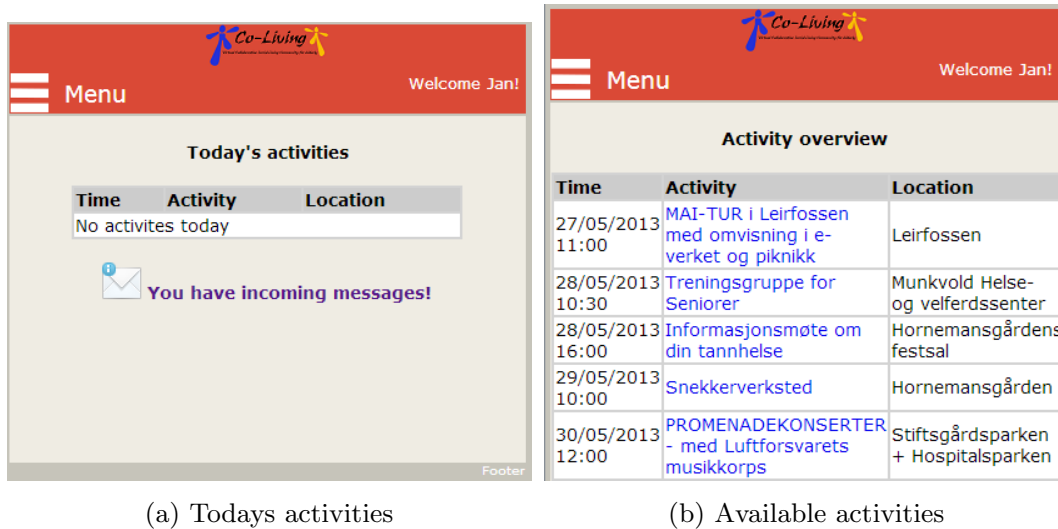 Co-Living
Menu
Welcome Jan!
Today's activities
Time Activity Location
No activites today
You have incoming messages!
Footer
(a) Todays activities
Co-Living
Menu
Welcome Jan!
Activity overview
Time Activity Location
27/05/2013 11:00 MAI-TUR i Leirfossen
med omvisning i e-
verket og piknikk
Leirfossen
28/05/2013 10:30 Treningsgruppe for
Seniorer
Munkvold Helse-
og velferdssenter
28/05/2013 16:00 Informasjonsmøte om
din tannhelse
Hornemansgårdens
festsal
29/05/2013 10:00 Snekkerverksted
Hornemansgården
30/05/2013 12:00 PROMENADEKONSERTER
- med Luftforsvarets
musikkorps
Stiftsgårdsparken
+ Hospitalsparken
(b) Available activities